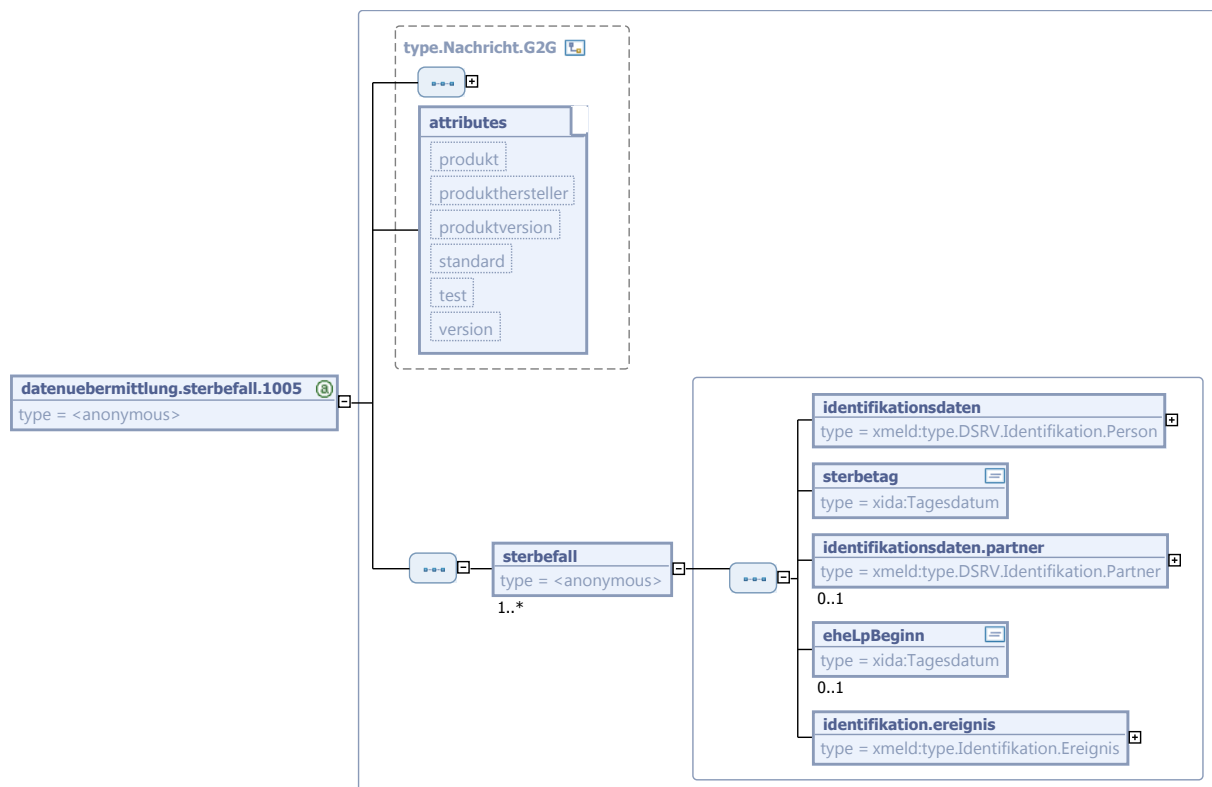 type.Nachricht.G2G
attributes
produkt
produkthersteller
produktversion
standard
test
version
datenuebermittlung.sterbefall.1005 a
type = <anonymous>
sterbefall
type = <anonymous>
1..*
identifikationsdaten
type = xmeld:type.DSRV.Identifikation.Person
sterbetag
type = xida:Tagesdatum
identifikationsdaten.partner
type = xmeld:type.DSRV.Identifikation.Partner
0..1
eheLpBeginn
type = xida:Tagesdatum
0..1
identifikation.ereignis
type = xmeld:type.Identifikation.Ereignis